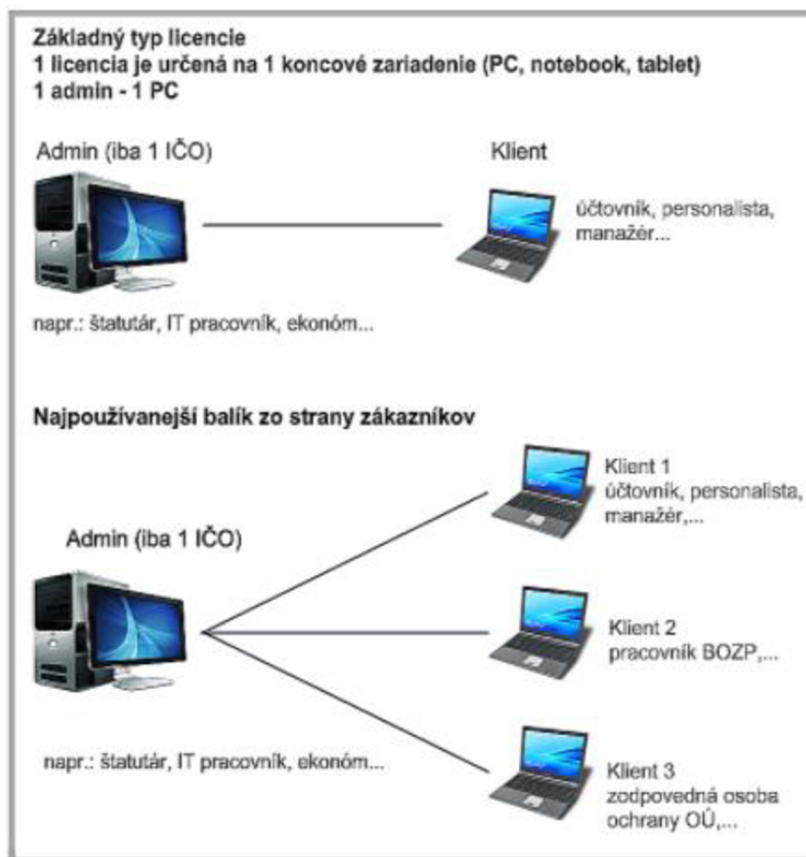 Základný typ licencie
1 licencia je určená na 1 koncové zariadenie (PC, notebook, tablet)
1 admin - 1 PC
Admin (iba 1 IČO)
Klient
účtovník, personalista,
manažér...
napr.: štatutár, IT pracovník, ekonóm...
Najpoužívanejší balík zo strany zákazníkov
Klient 1
účtovník, personalista,
manažér,...
Admin (iba 1 IČO)
Klient 2
pracovník BOZP,...
napr.: štatutár, IT pracovník, ekonóm...
Klient 3
zodpovedná osoba
ochrany OÚ,...